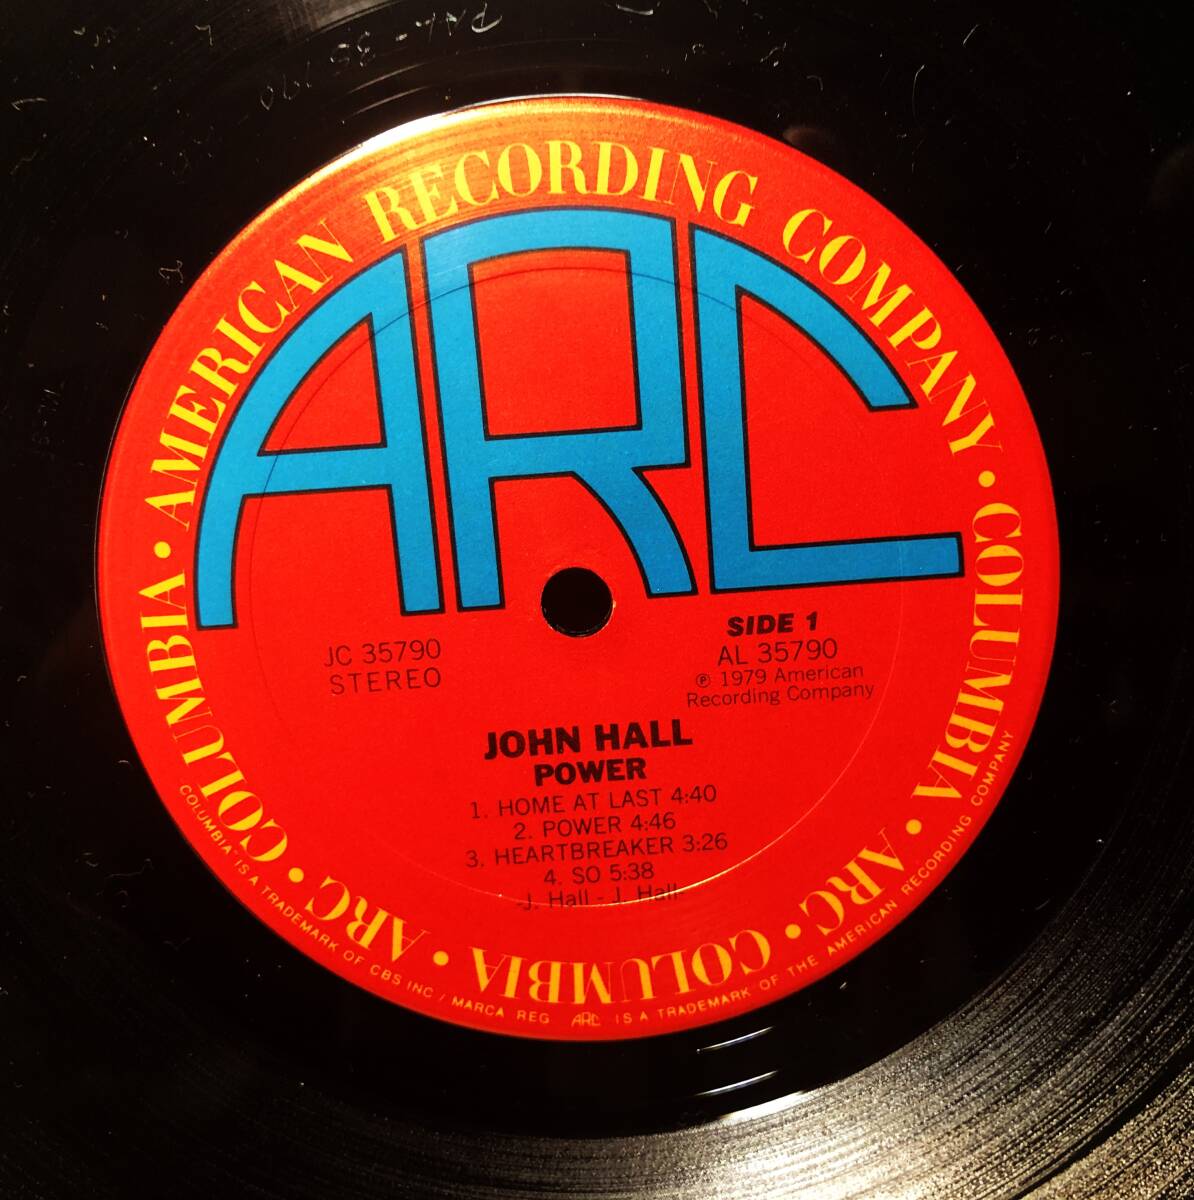 PAL-35790
• AMERICAN RECORDING COMPANY • COLUMBIA • ARC • COLUMBIA • ARC • COLUMBIA
ARC
JC 35790
STEREO
SIDE 1
AL 35790
℗ 1979 American
Recording Company
JOHN HALL
POWER
1. HOME AT LAST 4:40
2. POWER 4:46
3. HEARTBREAKER 3:26
4. SO 5:38
-J. Hall - J. Hall-
COLUMBIA IS A TRADEMARK OF CBS INC / MARCA REG ARC IS A TRADEMARK OF THE AMERICAN RECORDING COMPANY